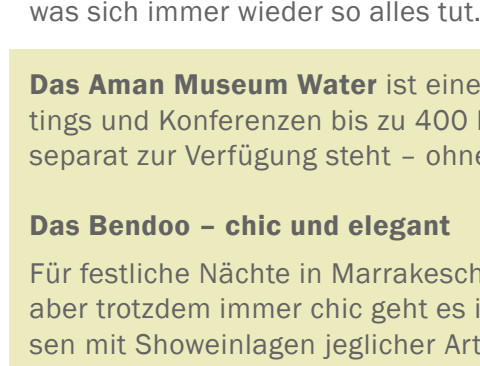 was sich immer wieder so alles tut.
Das Aman Museum Water ist eine
tings und Konferenzen bis zu 400
separat zur Verfügung steht – ohne
Das Bendoo – chic und elegant
Für festliche Nächte in Marrakesch
aber trotzdem immer chic geht es i
sen mit Showeinlagen jeglicher Art